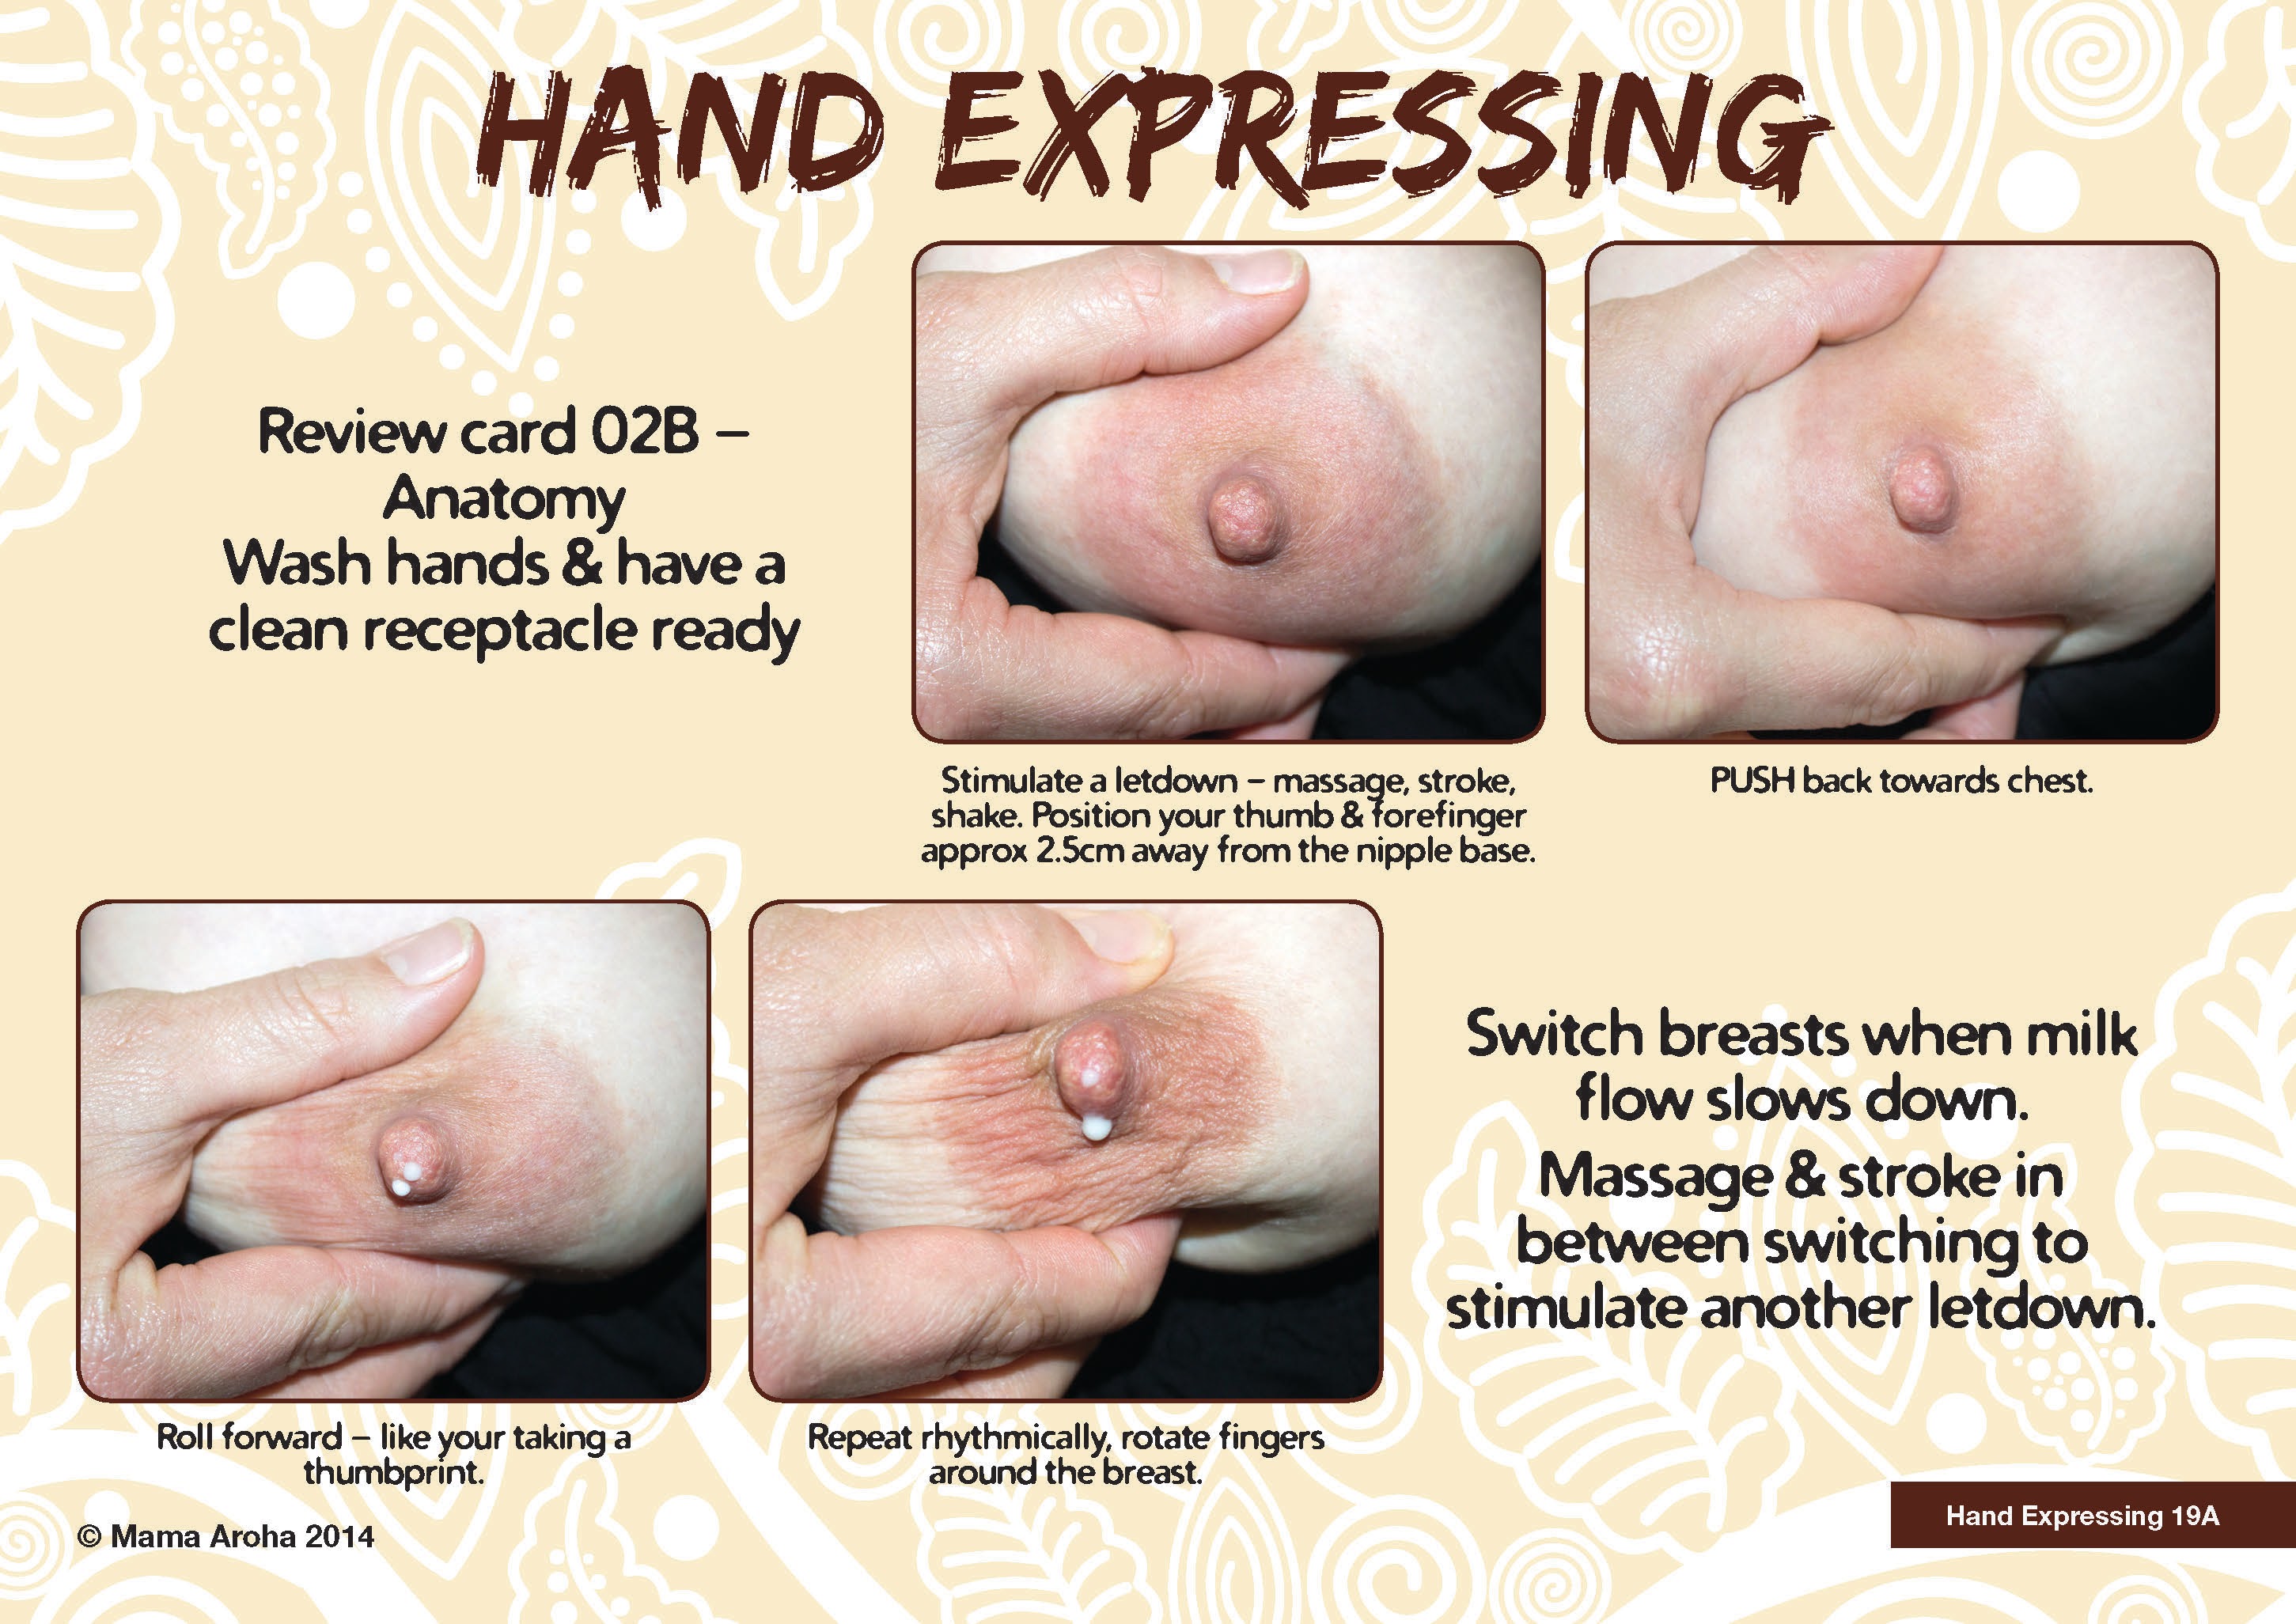 HAND EXPRESSING
Review card 02B –
Anatomy
Wash hands & have a
clean receptacle ready
Stimulate a letdown – massage, stroke,
shake. Position your thumb & forefinger
approx 2.5cm away from the nipple base.
PUSH back towards chest.
Roll forward – like your taking a
thumbprint.
Repeat rhythmically, rotate fingers
around the breast.
Switch breasts when milk
flow slows down.
Massage & stroke in
between switching to
stimulate another letdown.
© Mama Aroha 2014
Hand Expressing 19A